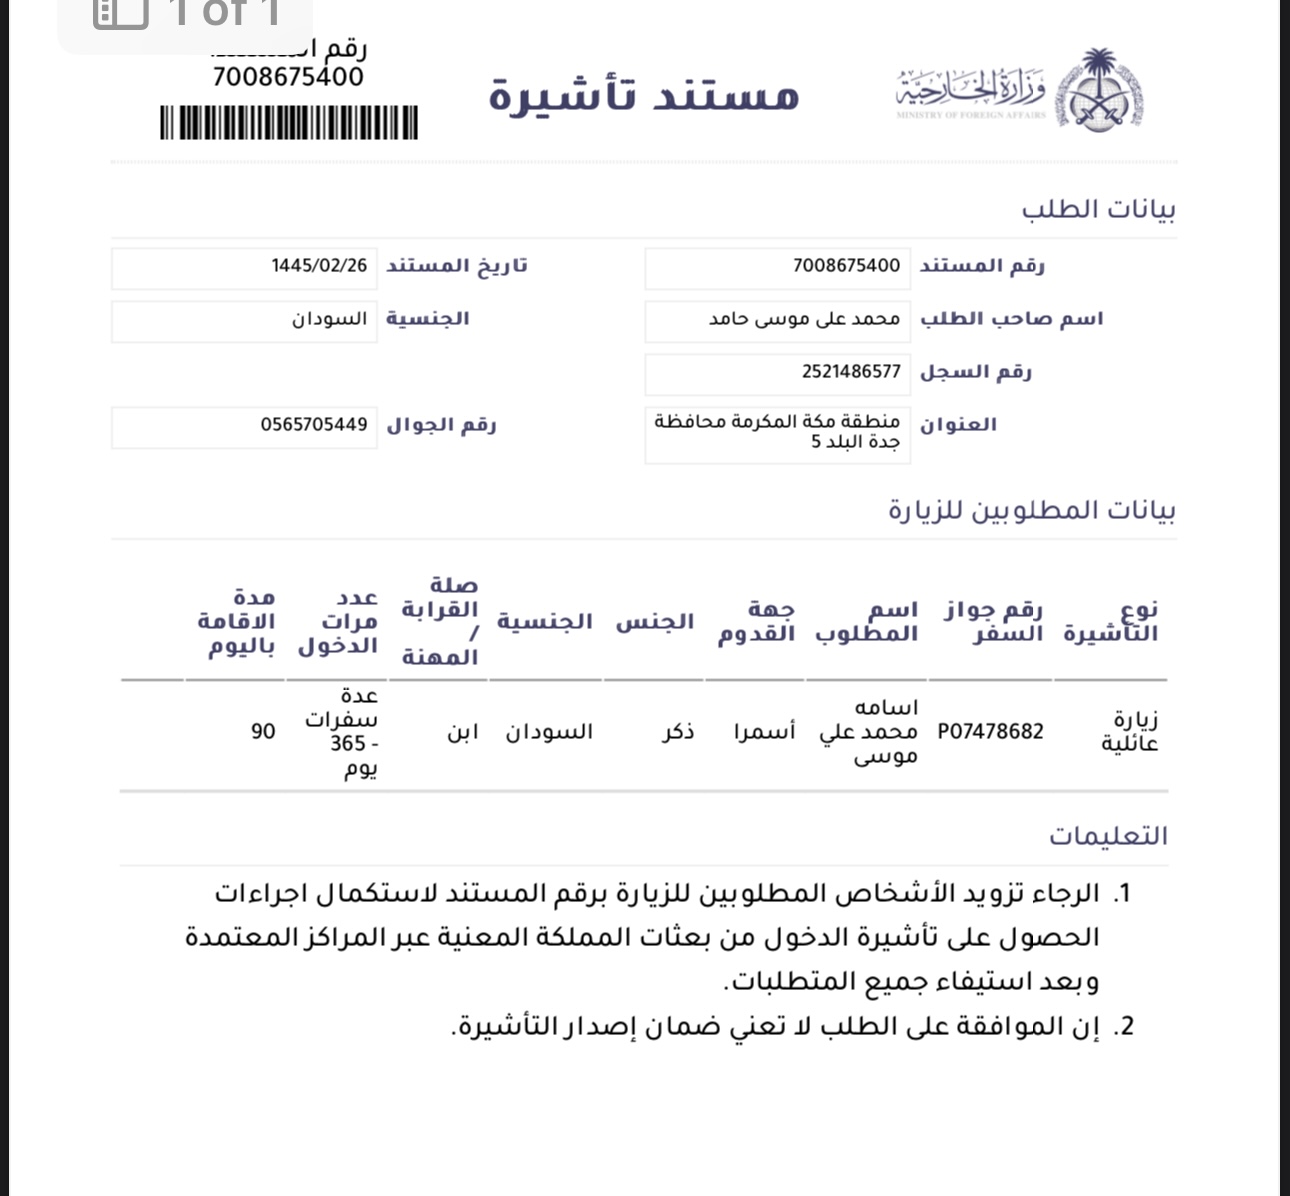 1 of 1
رقم
7008675400
مستند تأشيرة
وزارة الخارجية
MINISTRY OF FOREIGN AFFAIRS
بيانات الطلب
رقم المستند 7008675400 تاريخ المستند 1445/02/26
اسم صاحب الطلب محمد على موسى حامد الجنسية السودان
رقم السجل 2521486577
العنوان منطقة مكة المكرمة محافظة
جدة البلد 5
رقم الجوال 0565705449
بيانات المطلوبين للزيارة
نوع
التأشيرة
رقم جواز
السفر
اسم
المطلوب
جهة
القدوم
الجنس
الجنسية
صلة
القرابة
/
المهنة
عدد
مرات
الدخول
مدة
الاقامة
باليوم
زيارة
عائلية
P07478682
اسامه
محمد علي
موسى
أسمرا
ذكر
السودان
ابن
عدة
سفرات
- 365
يوم
90
التعليمات
1. الرجاء تزويد الأشخاص المطلوبين للزيارة برقم المستند لاستكمال اجراءات
الحصول على تأشيرة الدخول من بعثات المملكة المعنية عبر المراكز المعتمدة
وبعد استيفاء جميع المتطلبات.
2. إن الموافقة على الطلب لا تعني ضمان إصدار التأشيرة.